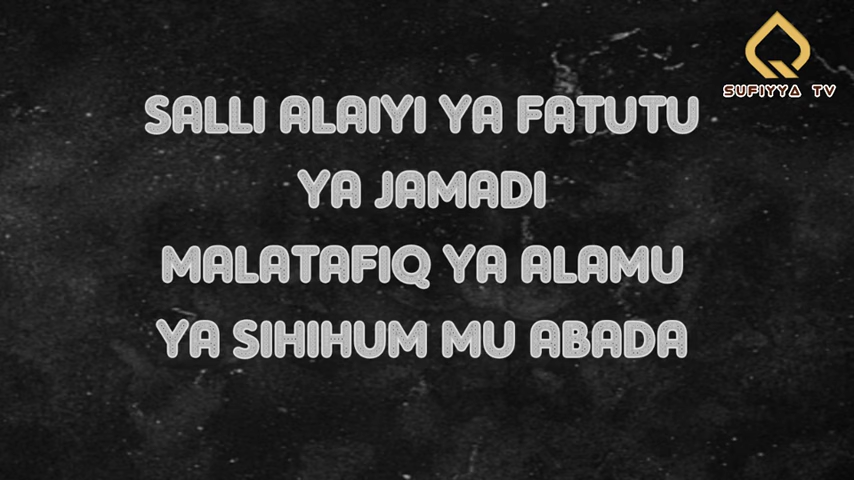 SUFIYYA TV
SALLI ALAIYI YA FATUTU
YA JAMADI
MALATAFIQ YA ALAMU
YA SIHIHUM MU ABADA